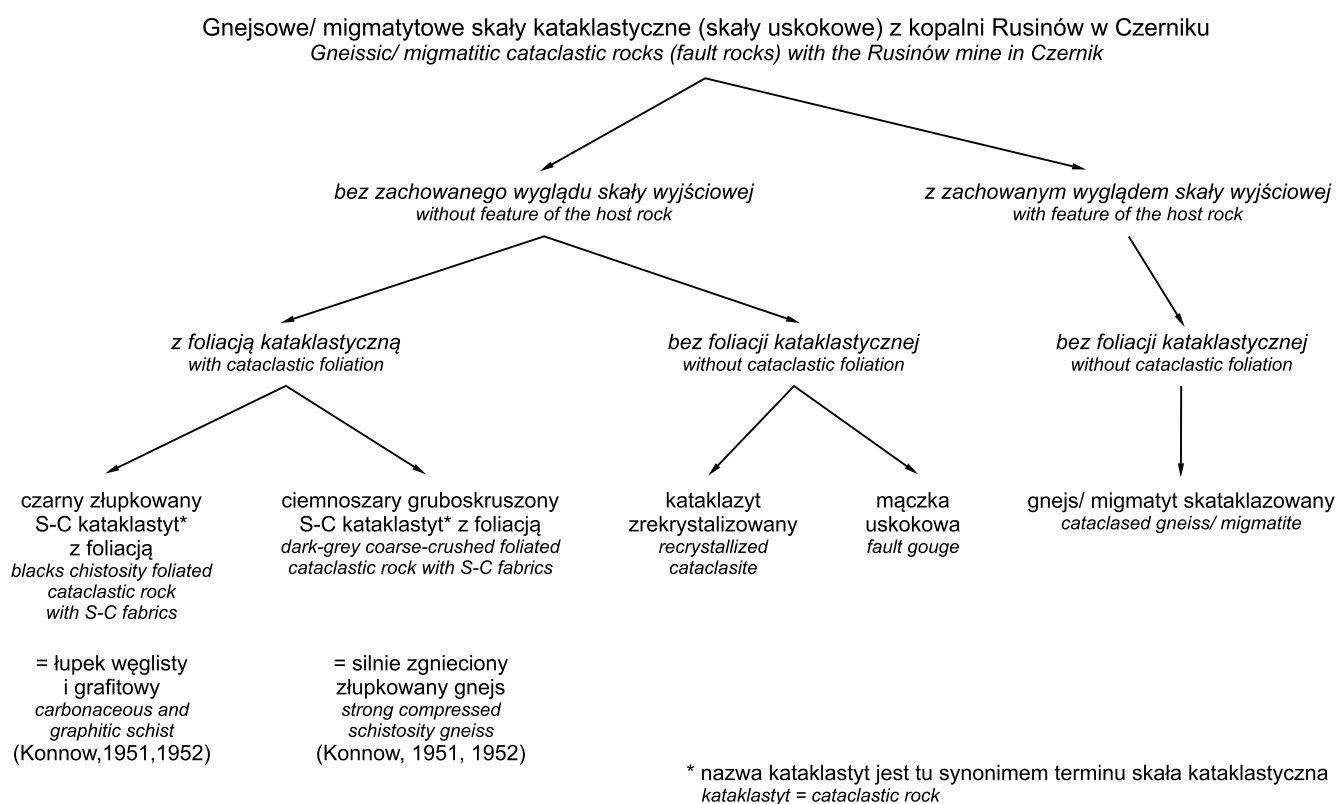 Gnejsowe/ migmatytowe skały kataklastyczne (skały uskokowe) z kopalni Rusinów w Czerniku
Gneissic/ migmatitic cataclastic rocks (fault rocks) with the Rusinów mine in Czernik
bez zachowanego wyglądu skały wyjściowej
without feature of the host rock
z zachowanym wyglądem skały wyjściowej
with feature of the host rock
z foliacją kataklastyczną
with cataclastic foliation
bez foliacji kataklastycznej
without cataclastic foliation
bez foliacji kataklastycznej
without cataclastic foliation
czarny złupkowany
S-C kataklastyt*
z foliacją
blacks chistosity foliated
cataclastic rock
with S-C fabrics
ciemnoszary gruboskruszony
S-C kataklastyt* z foliacją
dark-grey coarse-crushed foliated
cataclastic rock with S-C fabrics
kataklazyt
zrekrystalizowany
recrystallized
cataclasite
mączka
uskokowa
fault gouge
gnejs/ migmatyt skataklazowany
cataclased gneiss/ migmatite
= łupek węglisty
i grafitowy
carbonaceous and
graphitic schist
(Konnow,1951,1952)
= silnie zgnieciony
złupkowany gnejs
strong compressed
schistosity gneiss
(Konnow, 1951, 1952)
* nazwa kataklastyt jest tu synonimem terminu skała kataklastyczna
kataklastyt = cataclastic rock